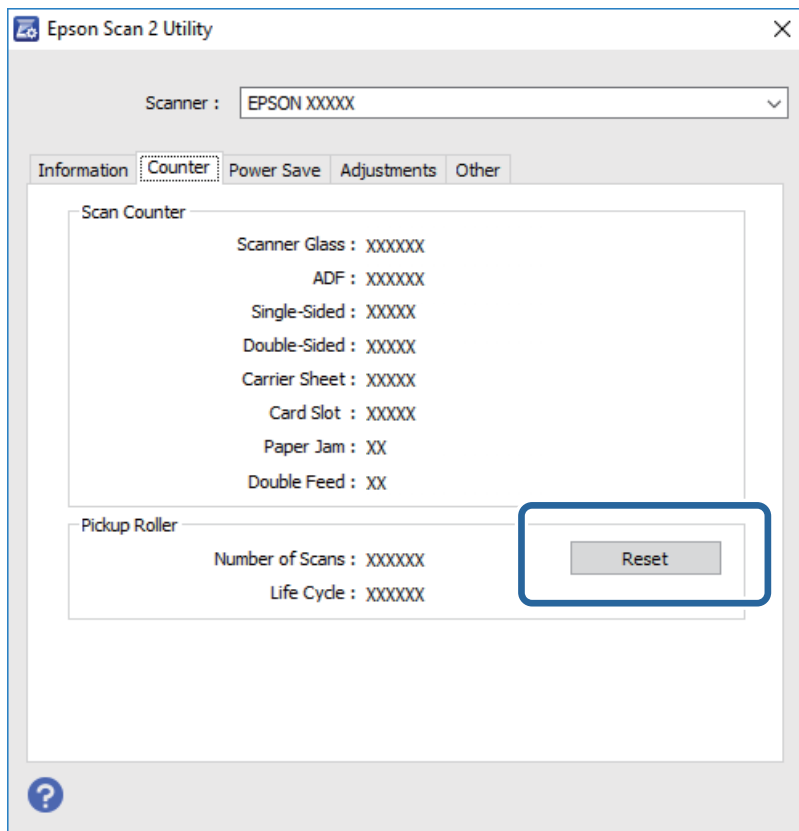 Epson Scan 2 Utility
Scanner : EPSON XXXXX
Information Counter Power Save Adjustments Other
Scan Counter
Scanner Glass : XXXXXX
ADF : XXXXXX
Single-Sided : XXXXX
Double-Sided : XXXXX
Carrier Sheet : XXXXX
Card Slot : XXXXX
Paper Jam : XX
Double Feed : XX
Pickup Roller
Number of Scans : XXXXXX Reset
Life Cycle : XXXXXX
?